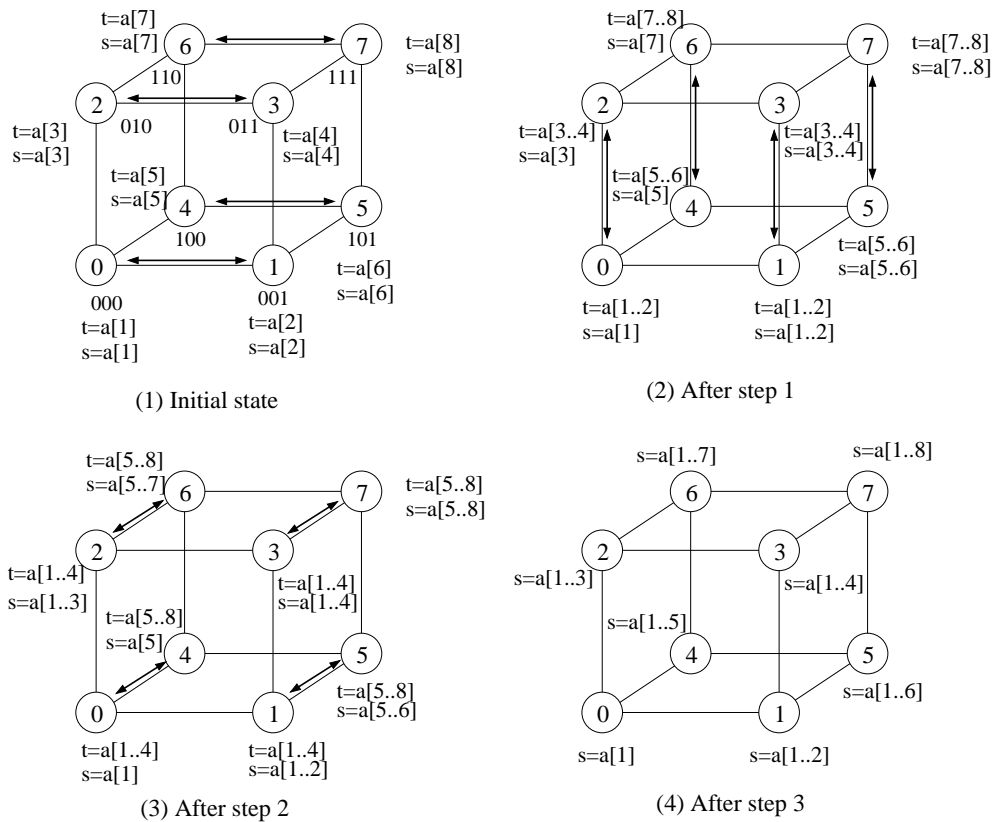 t=a[7]
s=a[7]
6
7
t=a[8]
s=a[8]
110
111
2
3
010
011
t=a[3]
s=a[3]
t=a[4]
s=a[4]
t=a[5]
s=a[5]
4
5
100
101
0
1
t=a[6]
s=a[6]
000
001
t=a[1]
s=a[1]
t=a[2]
s=a[2]
(1) Initial state
t=a[7..8]
s=a[7]
6
7
t=a[7..8]
s=a[7..8]
2
3
t=a[3..4]
s=a[3]
t=a[3..4]
s=a[3..4]
t=a[5..6]
s=a[5]
4
5
t=a[5..6]
s=a[5..6]
0
1
t=a[1..2]
s=a[1]
t=a[1..2]
s=a[1..2]
(2) After step 1
t=a[5..8]
s=a[5..7]
6
7
t=a[5..8]
s=a[5..8]
2
3
t=a[1..4]
s=a[1..3]
t=a[1..4]
s=a[1..4]
t=a[5..8]
s=a[5]
4
5
t=a[5..8]
s=a[5..6]
0
1
t=a[1..4]
s=a[1]
t=a[1..4]
s=a[1..2]
(3) After step 2
s=a[1..7]
s=a[1..8]
6
7
2
3
s=a[1..3]
s=a[1..4]
s=a[1..5]
4
5
s=a[1..6]
0
1
s=a[1]
s=a[1..2]
(4) After step 3